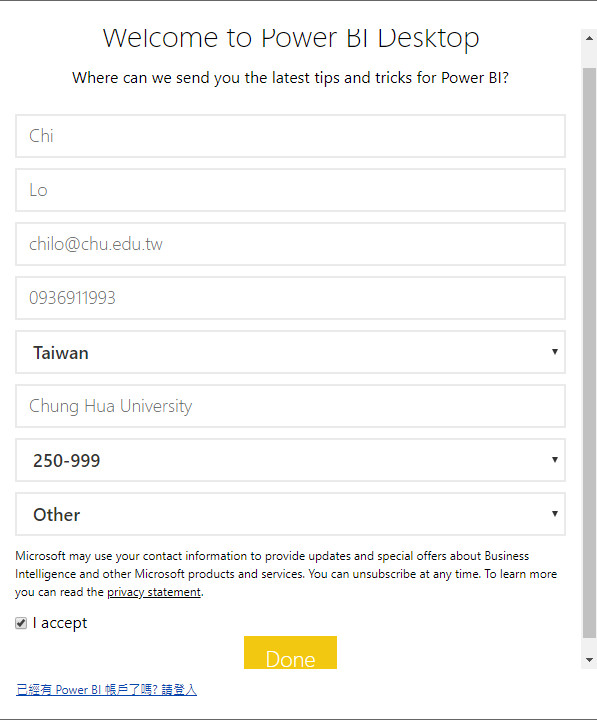 Welcome to Power BI Desktop
Where can we send you the latest tips and tricks for Power BI?
Chi
Lo
chilo@chu.edu.tw
0936911993
Taiwan
Chung Hua University
250-999
Other
Microsoft may use your contact information to provide updates and special offers about Business
Intelligence and other Microsoft products and services. You can unsubscribe at any time. To learn more
you can read the privacy statement.
I accept
Done
已經有 Power BI 帳戶了嗎? 請登入